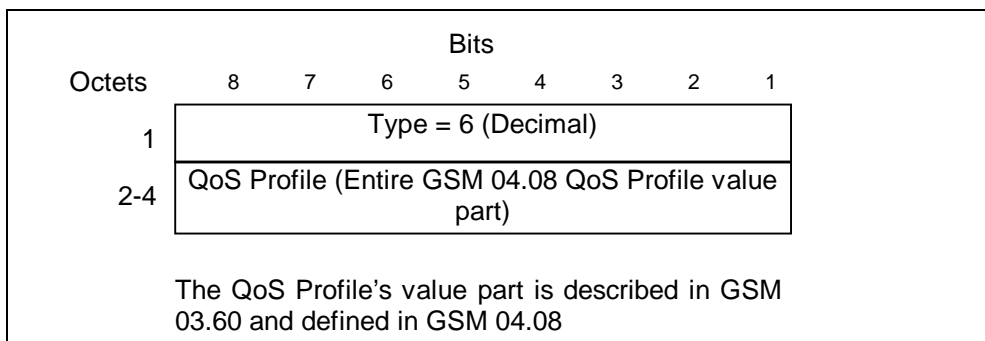 Bits
Octets 8 7 6 5 4 3 2 1
1 Type = 6 (Decimal)
2-4 QoS Profile (Entire GSM 04.08 QoS Profile value
part)
The QoS Profile's value part is described in GSM
03.60 and defined in GSM 04.08